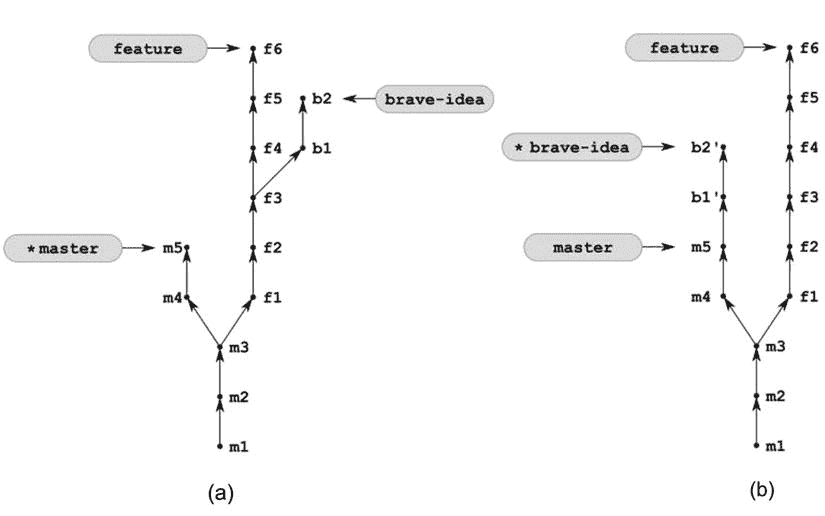 feature
f6
f5
b2
brave-idea
f4
b1
f3
* master
m5
f2
m4
f1
m3
m2
m1
(a)
feature
f6
f5
* brave-idea
b2'
f4
b1'
f3
master
m5
f2
m4
f1
m3
m2
m1
(b)